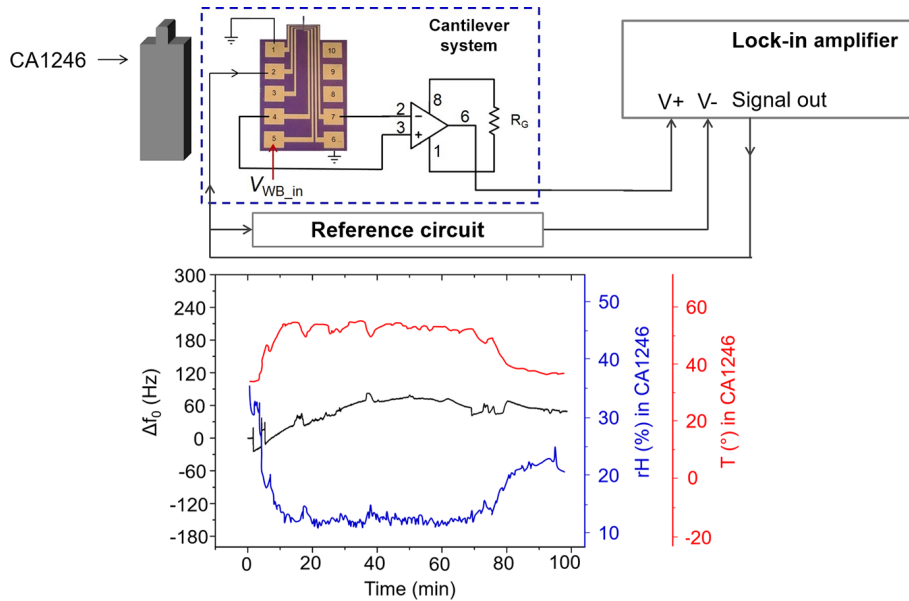 CA1246
Cantilever
system
1
2
3
4
5
10
9
8
7
6
2
3
−
+
8
6
1
R_G
V_WB_in
Lock-in amplifier
V+ V- Signal out
Reference circuit
300
240
180
120
60
0
-60
-120
-180
Δf₀ (Hz)
0 20 40 60 80 100
Time (min)
50
40
30
20
10
rH (%) in CA1246
60
40
20
0
-20
T (°) in CA1246